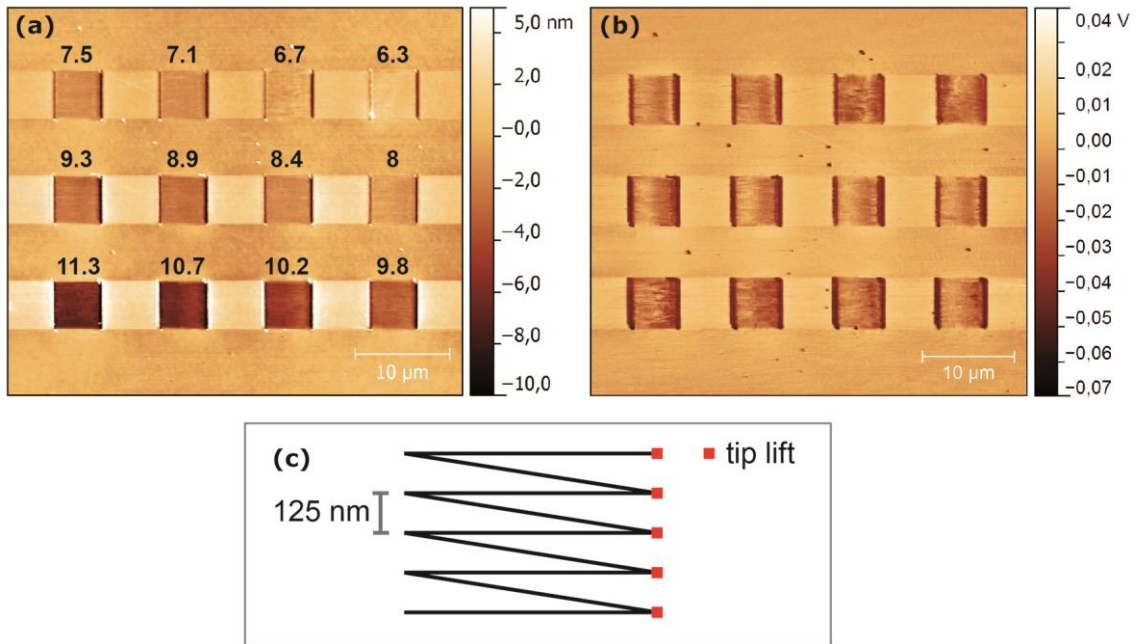 (a)
7.5 7.1 6.7 6.3
9.3 8.9 8.4 8
11.3 10.7 10.2 9.8
10 µm
5,0 nm
2,0
−0,0
−2,0
−4,0
−6,0
−8,0
−10,0
(b)
10 µm
0,04 V
0,02
0,01
0,00
−0,01
−0,02
−0,03
−0,04
−0,05
−0,06
−0,07
(c)
tip lift
125 nm